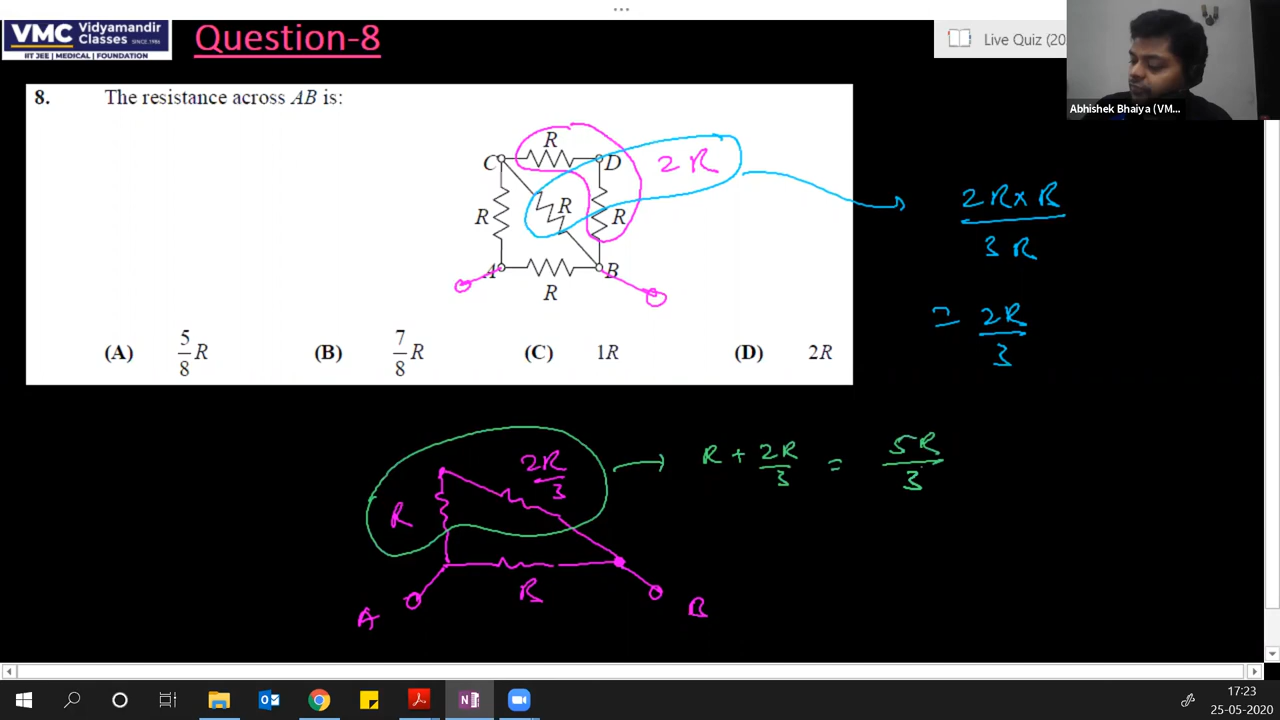 ...
VMC Vidyamandir Classes SINCE 1986
IIT JEE | MEDICAL | FOUNDATION
Question-8
Live Quiz (20
Abhishek Bhaiya (VM...
8. The resistance across AB is:
C R D 2R
R R R
A R B
(A) 5/8 R (B) 7/8 R (C) 1R (D) 2R
2R×R
3R
= 2R/3
R 2R/3
R
A B
R + 2R/3 = 5R/3
17:23
25-05-2020